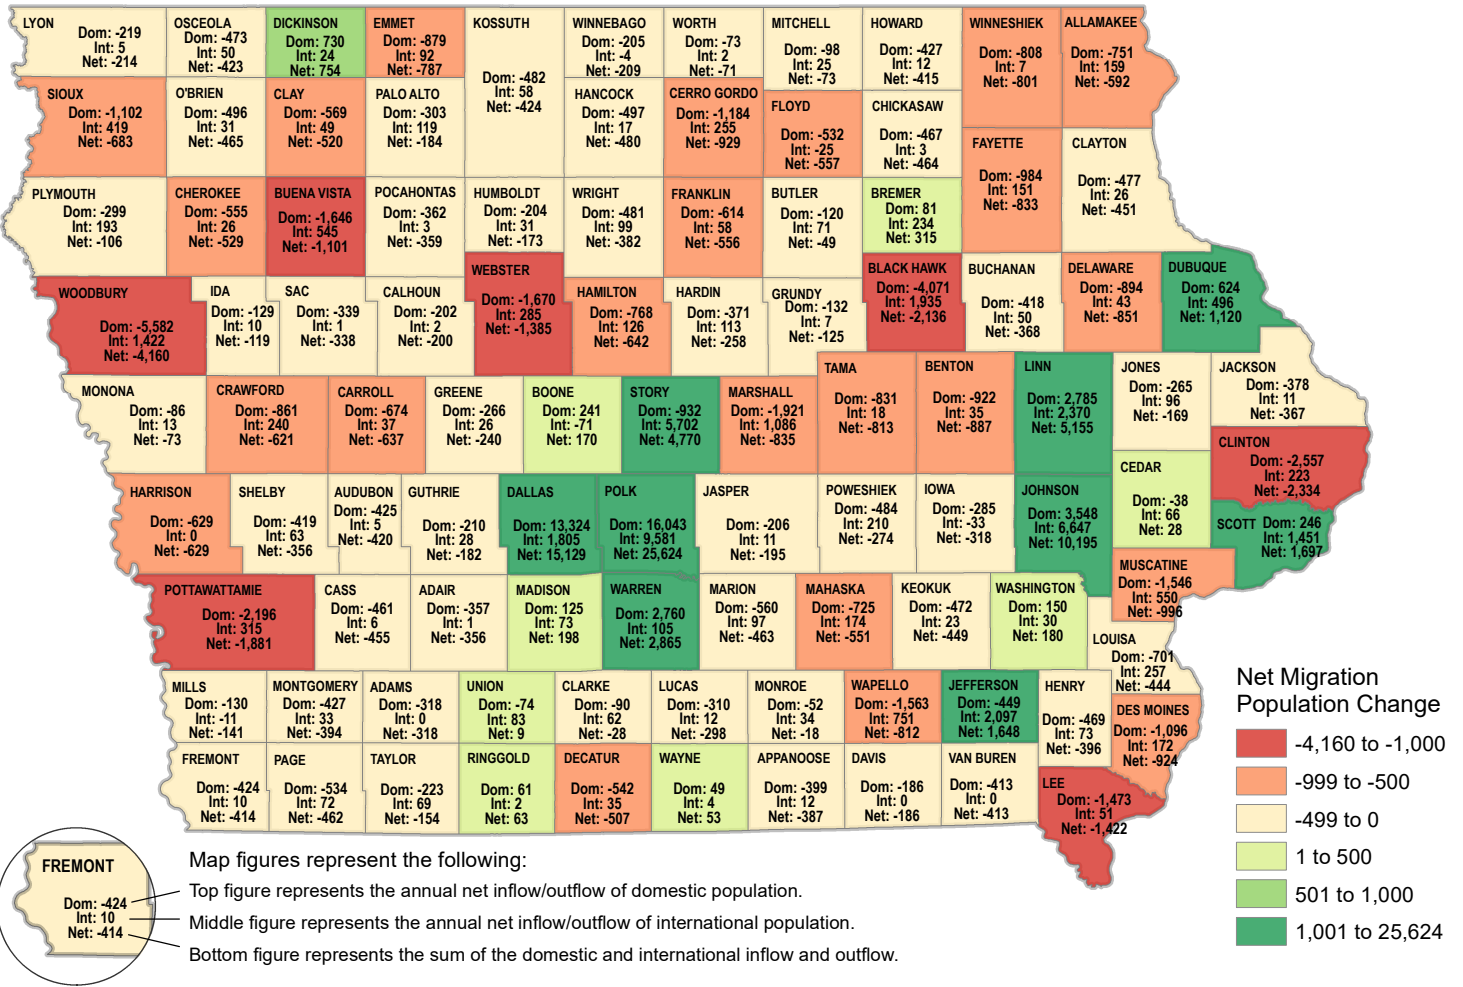 LYON
Dom: -219
Int: 5
Net: -214
OSCEOLA
Dom: -473
Int: 50
Net: -423
DICKINSON
Dom: 730
Int: 24
Net: 754
EMMET
Dom: -879
Int: 92
Net: -787
KOSSUTH
Dom: -482
Int: 58
Net: -424
WINNEBAGO
Dom: -205
Int: -4
Net: -209
WORTH
Dom: -73
Int: 2
Net: -71
MITCHELL
Dom: -98
Int: 25
Net: -73
HOWARD
Dom: -427
Int: 12
Net: -415
WINNESHIEK
Dom: -808
Int: 7
Net: -801
ALLAMAKEE
Dom: -751
Int: 159
Net: -592
SIOUX
Dom: -1,102
Int: 419
Net: -683
O'BRIEN
Dom: -496
Int: 31
Net: -465
CLAY
Dom: -569
Int: 49
Net: -520
PALO ALTO
Dom: -303
Int: 119
Net: -184
HANCOCK
Dom: -497
Int: 17
Net: -480
CERRO GORDO
Dom: -1,184
Int: 255
Net: -929
FLOYD
Dom: -532
Int: -25
Net: -557
CHICKASAW
Dom: -467
Int: 3
Net: -464
FAYETTE
Dom: -984
Int: 151
Net: -833
CLAYTON
Dom: -477
Int: 26
Net: -451
PLYMOUTH
Dom: -299
Int: 193
Net: -106
CHEROKEE
Dom: -555
Int: 26
Net: -529
BUENA VISTA
Dom: -1,646
Int: 545
Net: -1,101
POCAHONTAS
Dom: -362
Int: 3
Net: -359
HUMBOLDT
Dom: -204
Int: 31
Net: -173
WRIGHT
Dom: -481
Int: 99
Net: -382
FRANKLIN
Dom: -614
Int: 58
Net: -556
BUTLER
Dom: -120
Int: 71
Net: -49
BREMER
Dom: 81
Int: 234
Net: 315
WOODBURY
Dom: -5,582
Int: 1,422
Net: -4,160
IDA
Dom: -129
Int: 10
Net: -119
SAC
Dom: -339
Int: 1
Net: -338
CALHOUN
Dom: -202
Int: 2
Net: -200
WEBSTER
Dom: -1,670
Int: 285
Net: -1,385
HAMILTON
Dom: -768
Int: 126
Net: -642
HARDIN
Dom: -371
Int: 113
Net: -258
GRUNDY
Dom: -132
Int: 7
Net: -125
BLACK HAWK
Dom: -4,071
Int: 1,935
Net: -2,136
BUCHANAN
Dom: -418
Int: 50
Net: -368
DELAWARE
Dom: -894
Int: 43
Net: -851
DUBUQUE
Dom: 624
Int: 496
Net: 1,120
MONONA
Dom: -86
Int: 13
Net: -73
CRAWFORD
Dom: -861
Int: 240
Net: -621
CARROLL
Dom: -674
Int: 37
Net: -637
GREENE
Dom: -266
Int: 26
Net: -240
BOONE
Dom: 241
Int: -71
Net: 170
STORY
Dom: -932
Int: 5,702
Net: 4,770
MARSHALL
Dom: -1,921
Int: 1,086
Net: -835
TAMA
Dom: -831
Int: 18
Net: -813
BENTON
Dom: -922
Int: 35
Net: -887
LINN
Dom: 2,785
Int: 2,370
Net: 5,155
JONES
Dom: -265
Int: 96
Net: -169
JACKSON
Dom: -378
Int: 11
Net: -367
CLINTON
Dom: -2,557
Int: 223
Net: -2,334
HARRISON
Dom: -629
Int: 0
Net: -629
SHELBY
Dom: -419
Int: 63
Net: -356
AUDUBON
Dom: -425
Int: 5
Net: -420
GUTHRIE
Dom: -210
Int: 28
Net: -182
DALLAS
Dom: 13,324
Int: 1,805
Net: 15,129
POLK
Dom: 16,043
Int: 9,581
Net: 25,624
JASPER
Dom: -206
Int: 11
Net: -195
POWESHIEK
Dom: -484
Int: 210
Net: -274
IOWA
Dom: -285
Int: -33
Net: -318
JOHNSON
Dom: 3,548
Int: 6,647
Net: 10,195
CEDAR
Dom: -38
Int: 66
Net: 28
SCOTT
Dom: 246
Int: 1,451
Net: 1,697
MUSCATINE
Dom: -1,546
Int: 550
Net: -996
POTTAWATTAMIE
Dom: -2,196
Int: 315
Net: -1,881
CASS
Dom: -461
Int: 6
Net: -455
ADAIR
Dom: -357
Int: 1
Net: -356
MADISON
Dom: 125
Int: 73
Net: 198
WARREN
Dom: 2,760
Int: 105
Net: 2,865
MARION
Dom: -560
Int: 97
Net: -463
MAHASKA
Dom: -725
Int: 174
Net: -551
KEOKUK
Dom: -472
Int: 23
Net: -449
WASHINGTON
Dom: 150
Int: 30
Net: 180
LOUISA
Dom: -701
Int: 257
Net: -444
MILLS
Dom: -130
Int: -11
Net: -141
MONTGOMERY
Dom: -427
Int: 33
Net: -394
ADAMS
Dom: -318
Int: 0
Net: -318
UNION
Dom: -74
Int: 83
Net: 9
CLARKE
Dom: -90
Int: 62
Net: -28
LUCAS
Dom: -310
Int: 12
Net: -298
MONROE
Dom: -52
Int: 34
Net: -18
WAPELLO
Dom: -1,563
Int: 751
Net: -812
JEFFERSON
Dom: -449
Int: 2,097
Net: 1,648
HENRY
Dom: -469
Int: 73
Net: -396
DES MOINES
Dom: -1,096
Int: 172
Net: -924
FREMONT
Dom: -424
Int: 10
Net: -414
PAGE
Dom: -534
Int: 72
Net: -462
TAYLOR
Dom: -223
Int: 69
Net: -154
RINGGOLD
Dom: 61
Int: 2
Net: 63
DECATUR
Dom: -542
Int: 35
Net: -507
WAYNE
Dom: 49
Int: 4
Net: 53
APPANOOSE
Dom: -399
Int: 12
Net: -387
DAVIS
Dom: -186
Int: 0
Net: -186
VAN BUREN
Dom: -413
Int: 0
Net: -413
LEE
Dom: -1,473
Int: 51
Net: -1,422
Net Migration
Population Change
-4,160 to -1,000
-999 to -500
-499 to 0
1 to 500
501 to 1,000
1,001 to 25,624
FREMONT
Dom: -424
Int: 10
Net: -414
Map figures represent the following:
Top figure represents the annual net inflow/outflow of domestic population.
Middle figure represents the annual net inflow/outflow of international population.
Bottom figure represents the sum of the domestic and international inflow and outflow.